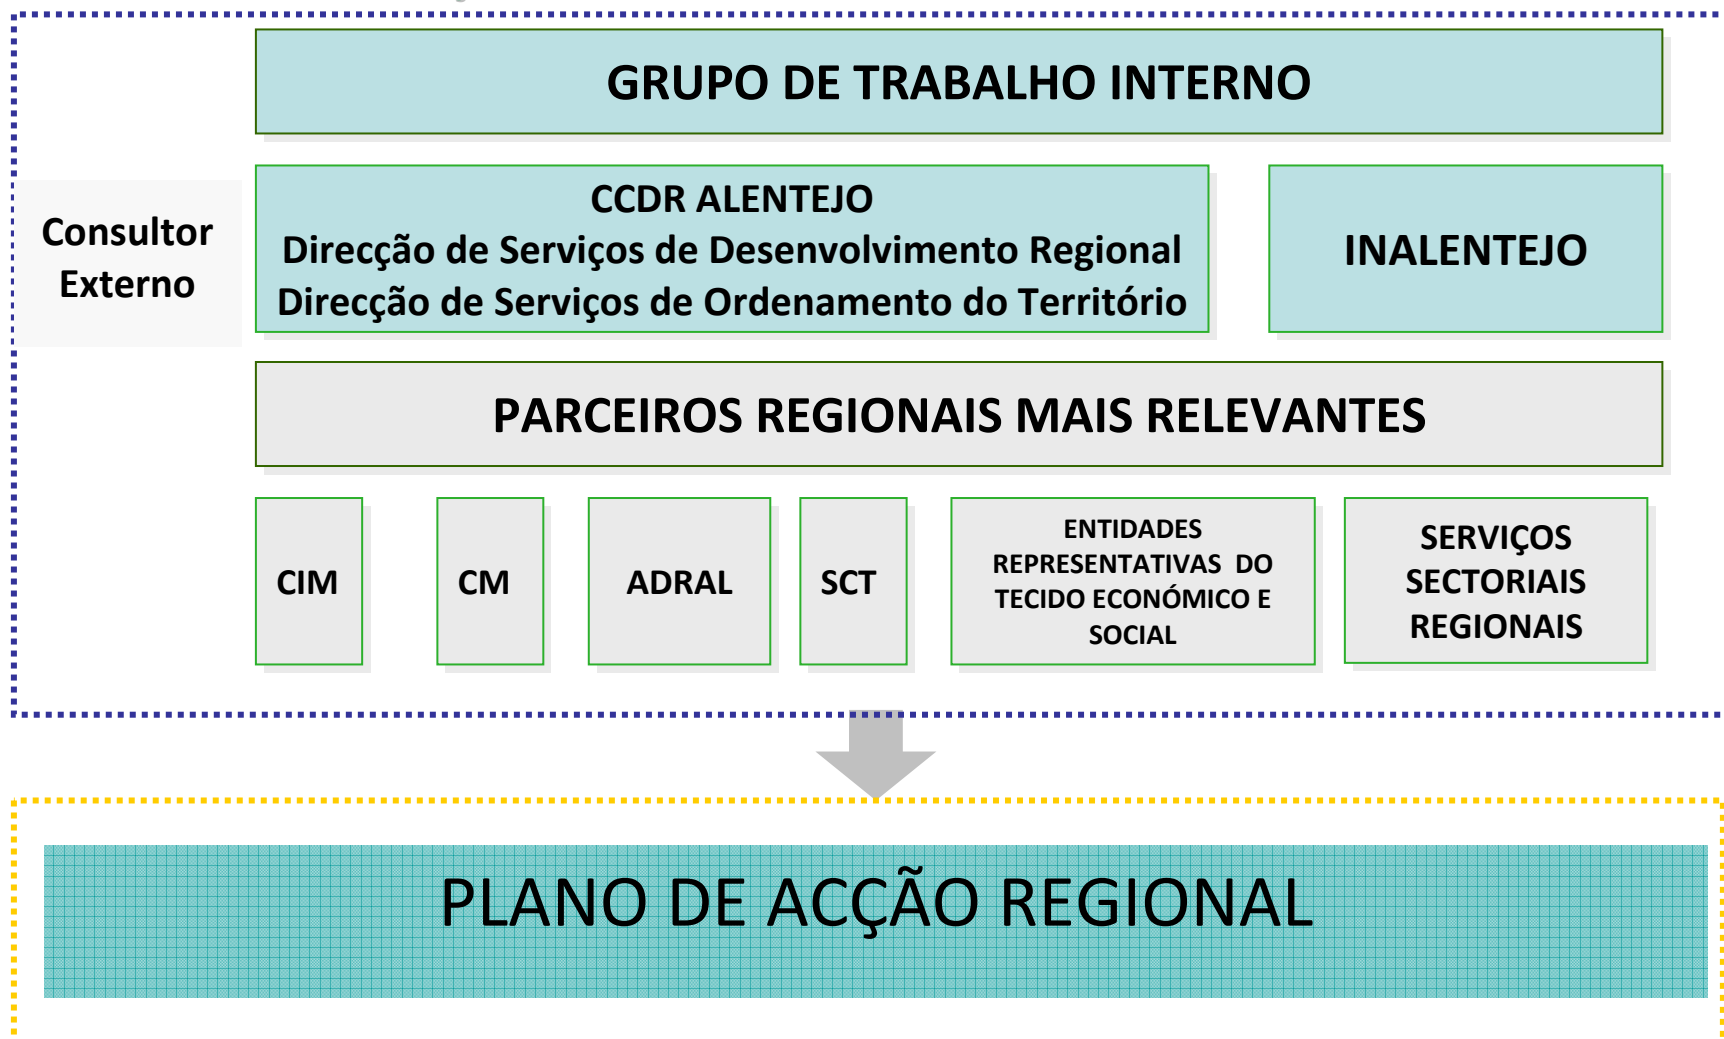 GRUPO DE TRABALHO INTERNO
Consultor
Externo
CCDR ALENTEJO
Direcção de Serviços de Desenvolvimento Regional
Direcção de Serviços de Ordenamento do Território
INALENTEJO
PARCEIROS REGIONAIS MAIS RELEVANTES
CIM
CM
ADRAL
SCT
ENTIDADES
REPRESENTATIVAS DO
TECIDO ECONÓMICO E
SOCIAL
SERVIÇOS
SECTORIAIS
REGIONAIS
PLANO DE ACÇÃO REGIONAL